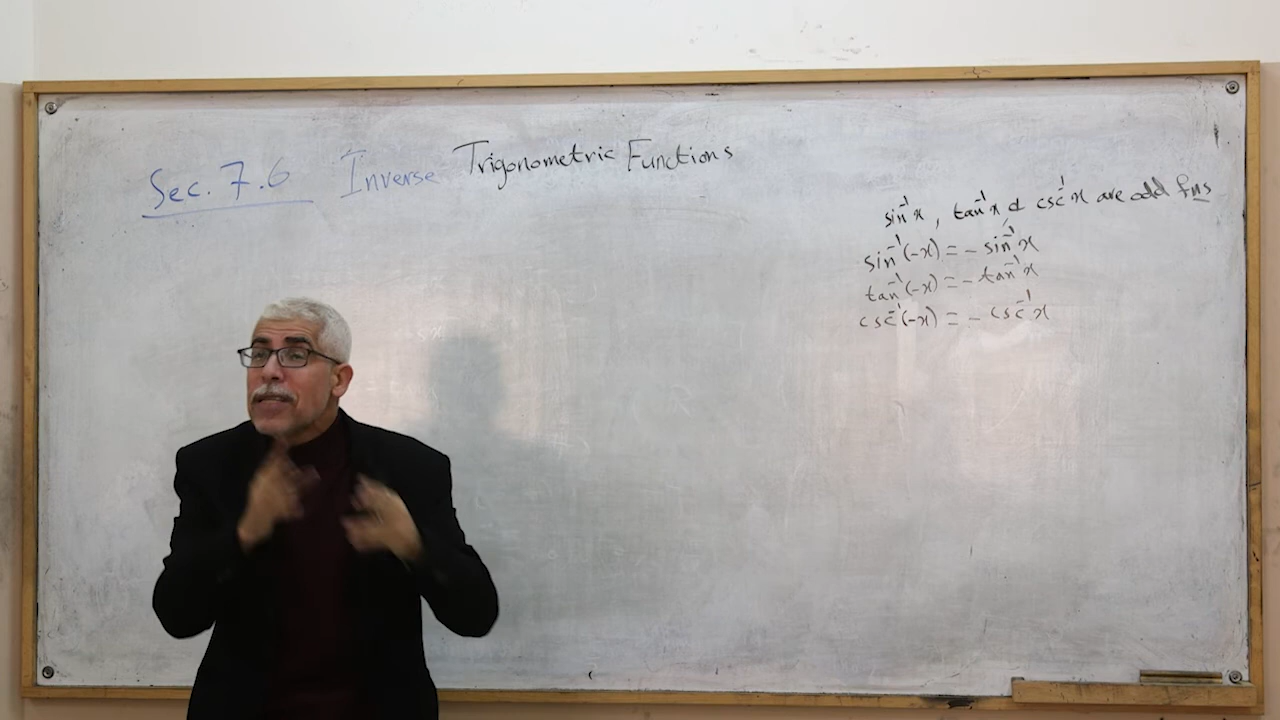 Sec. 7.6 Inverse Trigonometric Functions
sin⁻¹x, tan⁻¹x & csc⁻¹x are odd fns
sin⁻¹(-x) = - sin⁻¹x
tan⁻¹(-x) = - tan⁻¹x
csc⁻¹(-x) = - csc⁻¹x